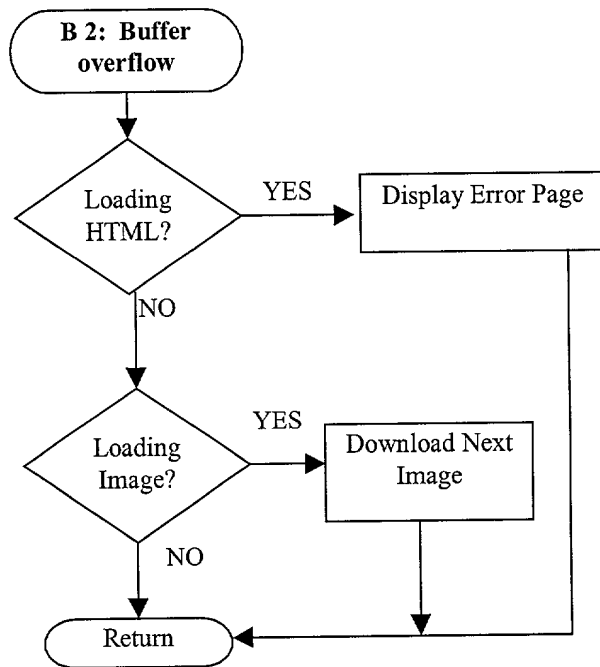 B 2: Buffer
overflow
Loading
HTML?
YES
Display Error Page
NO
Loading
Image?
YES
Download Next
Image
NO
Return